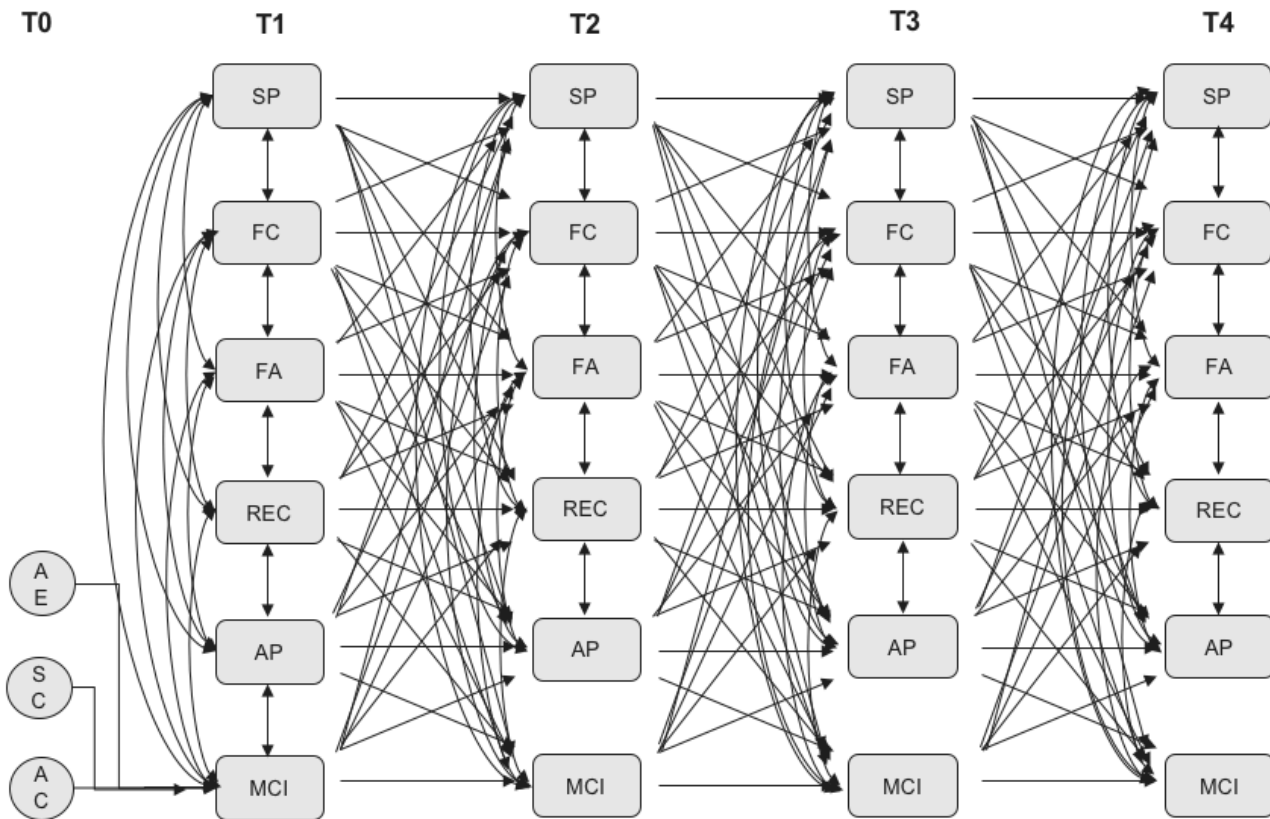 T0 T1 T2 T3 T4
SP SP SP SP
FC FC FC FC
FA FA FA FA
REC REC REC REC
A
E
AP AP AP AP
S
C
A
C
MCI MCI MCI MCI